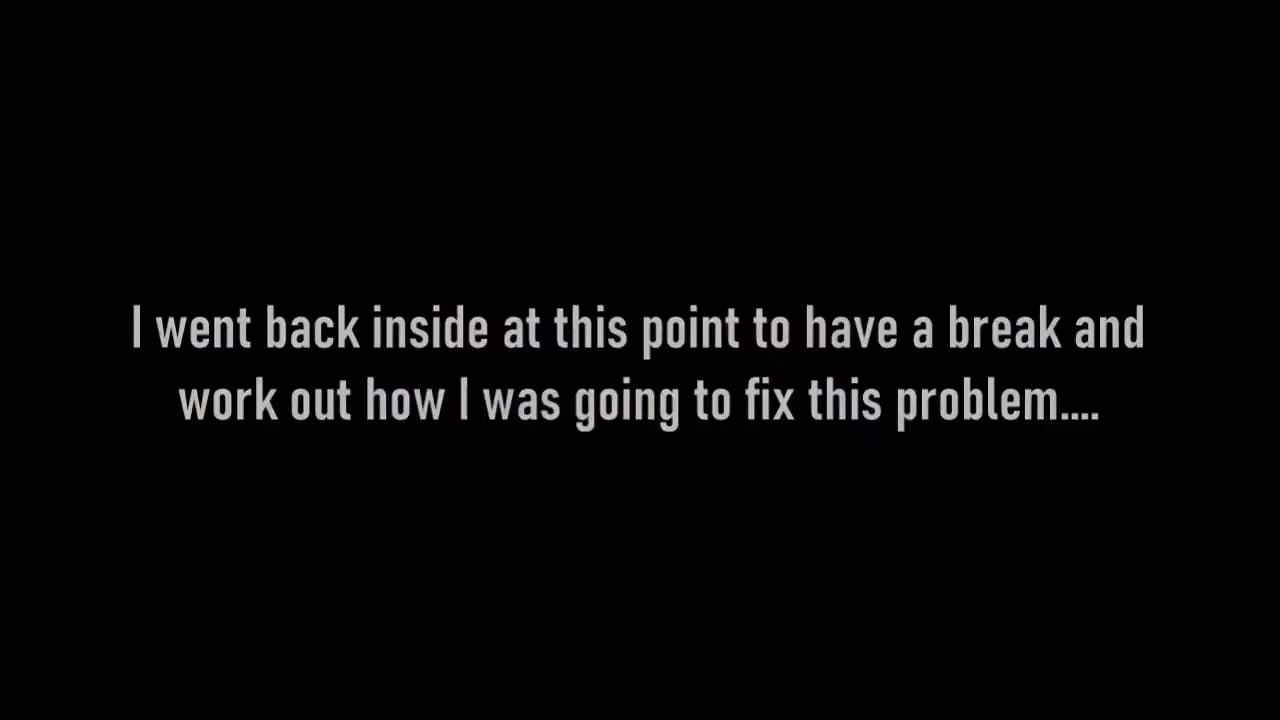 I went back inside at this point to have a break and
work out how I was going to fix this problem....